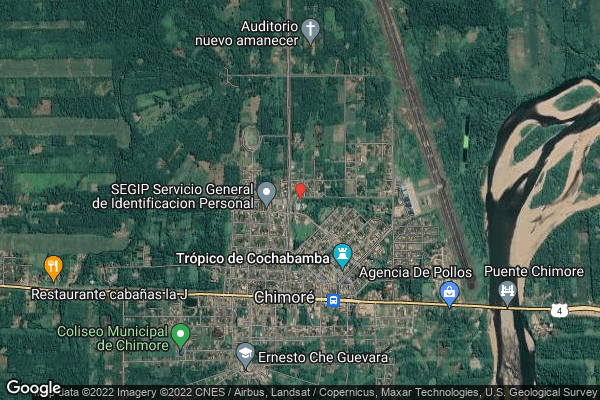 Auditorio
nuevo amanecer
SEGIP Servicio General
de Identificacion Personal
Trópico de Cochabamba
Agencia De Pollos
Puente Chimore
Restaurante cabañas la J
Chimoré
4
Coliseo Municipal
de Chimore
Ernesto Che Guevara
Google
data ©2022 Imagery ©2022 CNES / Airbus, Landsat / Copernicus, Maxar Technologies, U.S. Geological Survey